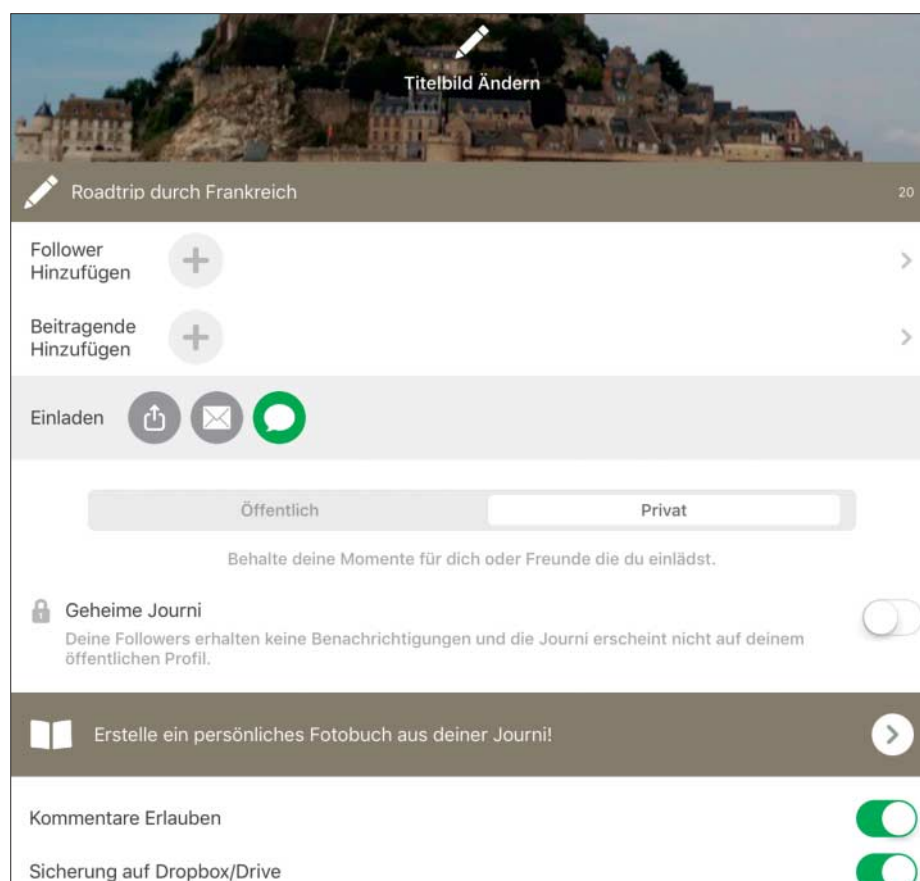 Titelbild Ändern
Roadtrip durch Frankreich 20
Follower
Hinzufügen
Beitragende
Hinzufügen
Einladen
Öffentlich Privat
Behalte deine Momente für dich oder Freunde die du einlädst.
Geheime Journi
Deine Followers erhalten keine Benachrichtigungen und die Journi erscheint nicht auf deinem
öffentlichen Profil.
Erstelle ein persönliches Fotobuch aus deiner Journi!
Kommentare Erlauben
Sicherung auf Dropbox/Drive